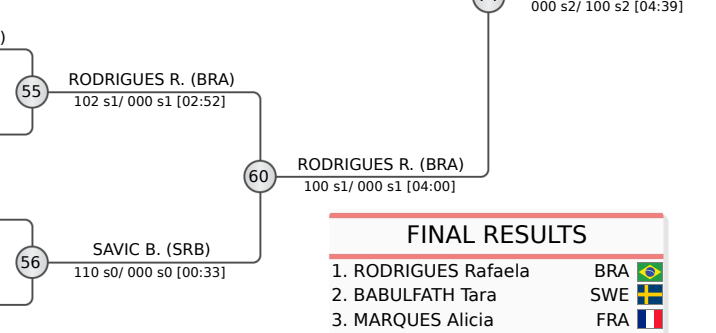 000 s2/ 100 s2 [04:39]
)
55
RODRIGUES R. (BRA)
102 s1/ 000 s1 [02:52]
60
RODRIGUES R. (BRA)
100 s1/ 000 s1 [04:00]
56
SAVIC B. (SRB)
110 s0/ 000 s0 [00:33]
FINAL RESULTS
1. RODRIGUES Rafaela BRA
2. BABULFATH Tara SWE
3. MARQUES Alicia FRA